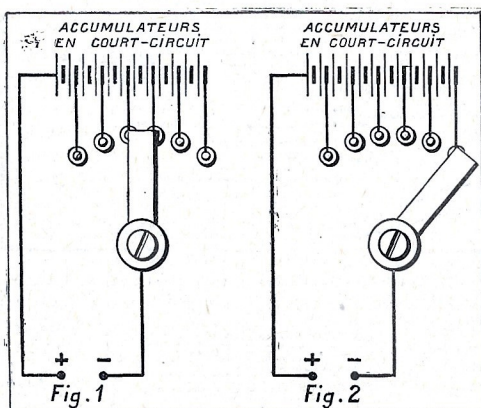 ACCUMULATEURS
EN COURT-CIRCUIT
+ -
Fig.1
ACCUMULATEURS
EN COURT-CIRCUIT
+ -
Fig.2